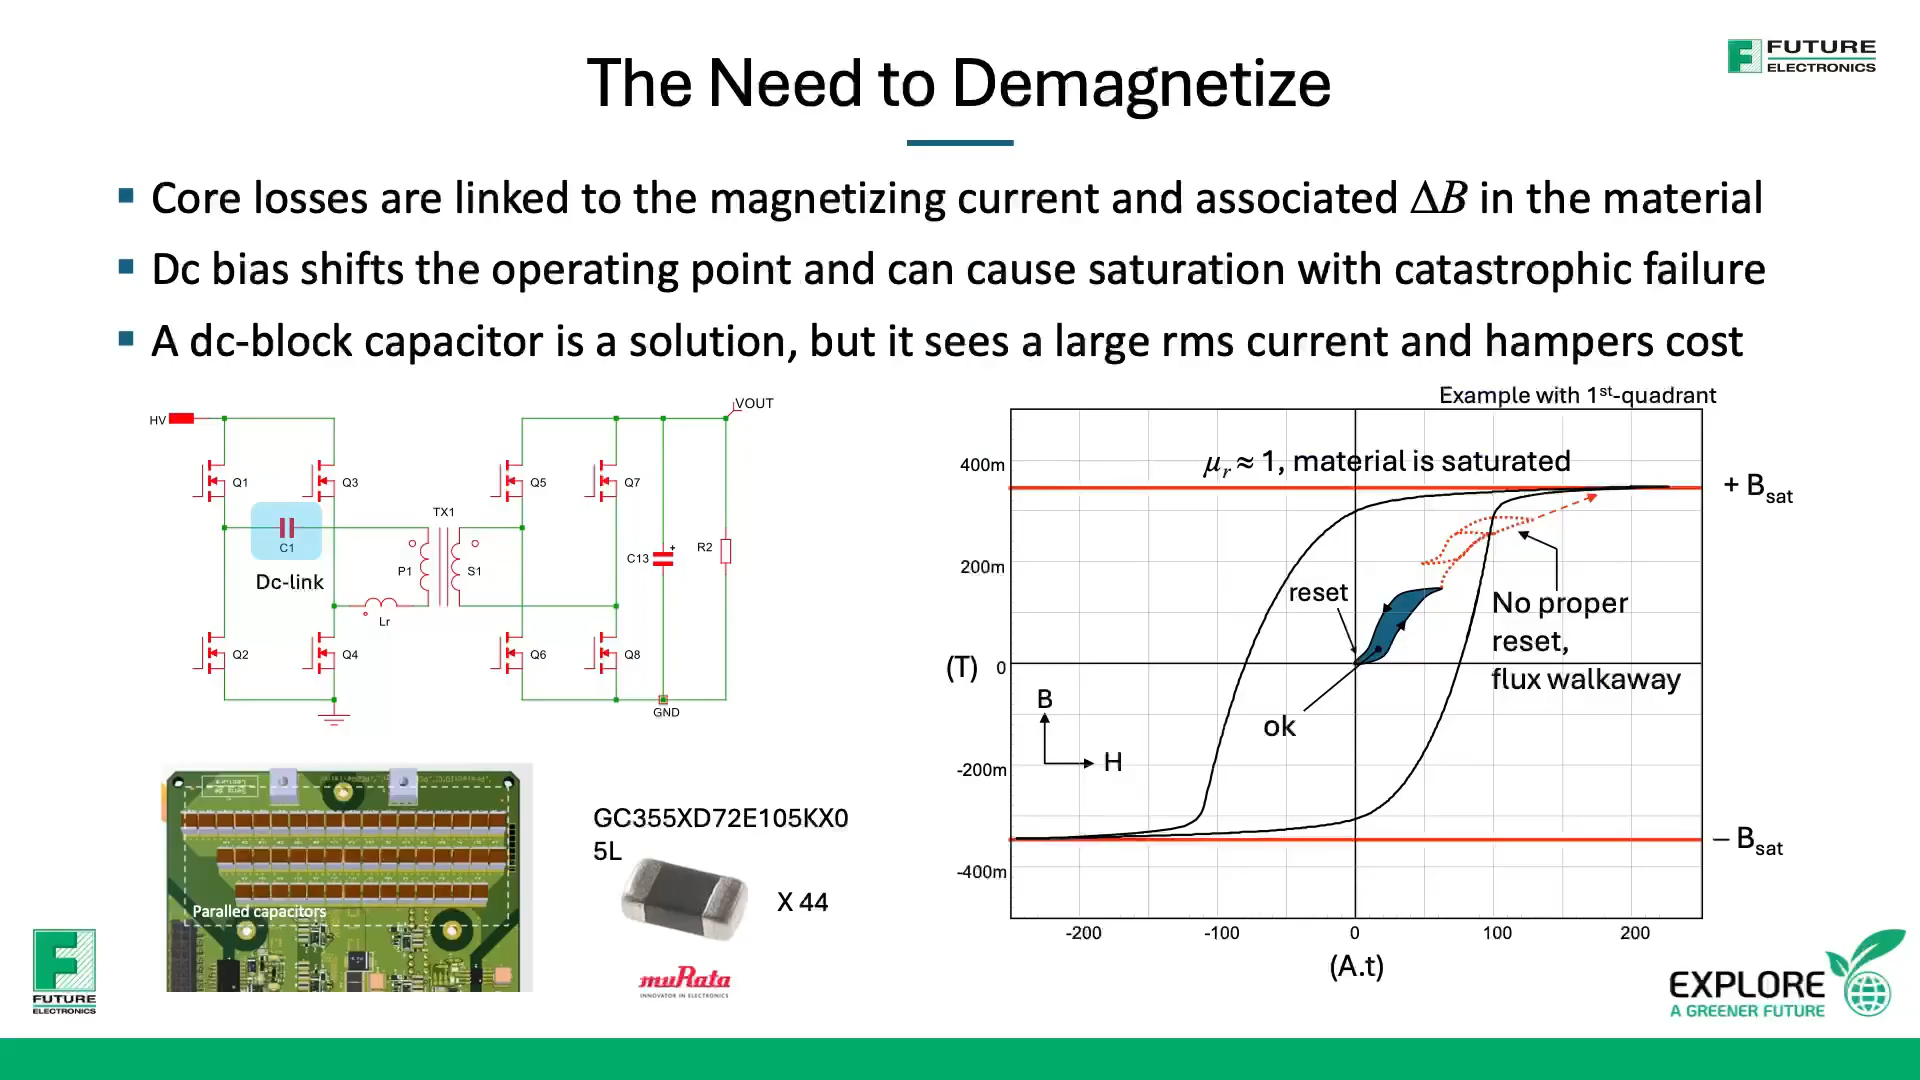 The Need to Demagnetize
FUTURE
ELECTRONICS
▪ Core losses are linked to the magnetizing current and associated ΔB in the material
▪ Dc bias shifts the operating point and can cause saturation with catastrophic failure
▪ A dc-block capacitor is a solution, but it sees a large rms current and hampers cost
HV
Q1
Q3
C1
Dc-link
TX1
P1
S1
Lr
Q2
Q4
Q5
Q7
Q6
Q8
VOUT
C13
+
R2
GND
Paralled capacitors
GC355XD72E105KX0
5L
X 44
muRata
INNOVATOR IN ELECTRONICS
Example with 1st-quadrant
μr ≈ 1, material is saturated
+ Bsat
400m
200m
(T)
0
-200m
-400m
reset
ok
No proper
reset,
flux walkaway
B
H
– Bsat
-200
-100
0
100
200
(A.t)
FUTURE
ELECTRONICS
EXPLORE
A GREENER FUTURE